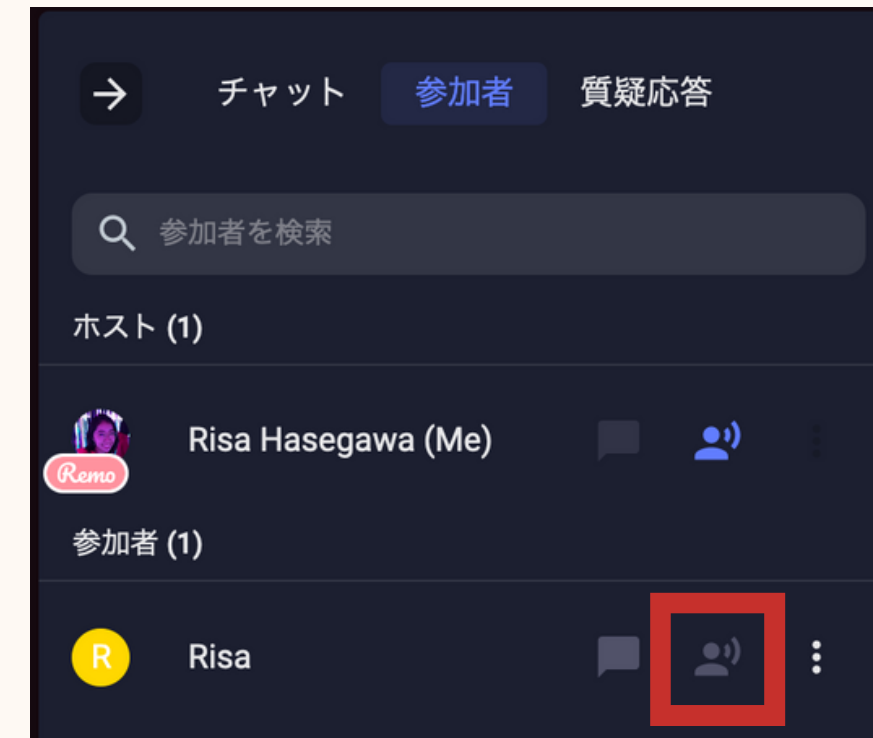 チャット 参加者 質疑応答
参加者を検索
ホスト (1)
Risa Hasegawa (Me)
Remo
参加者 (1)
R Risa